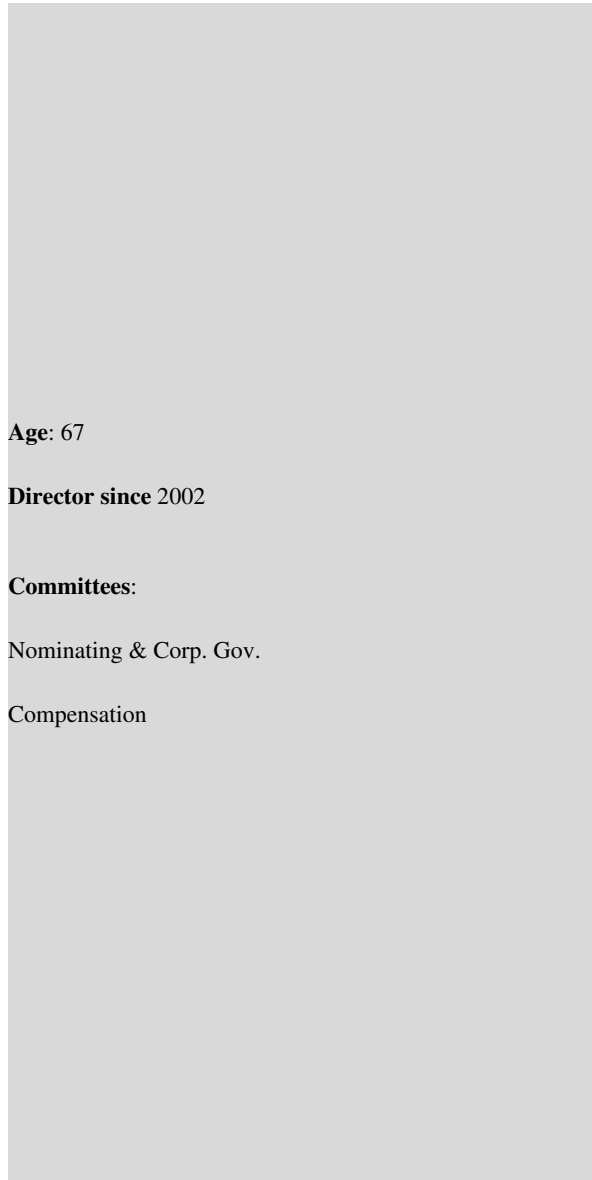 Age: 67
Director since 2002
Committees:
Nominating & Corp. Gov.
Compensation